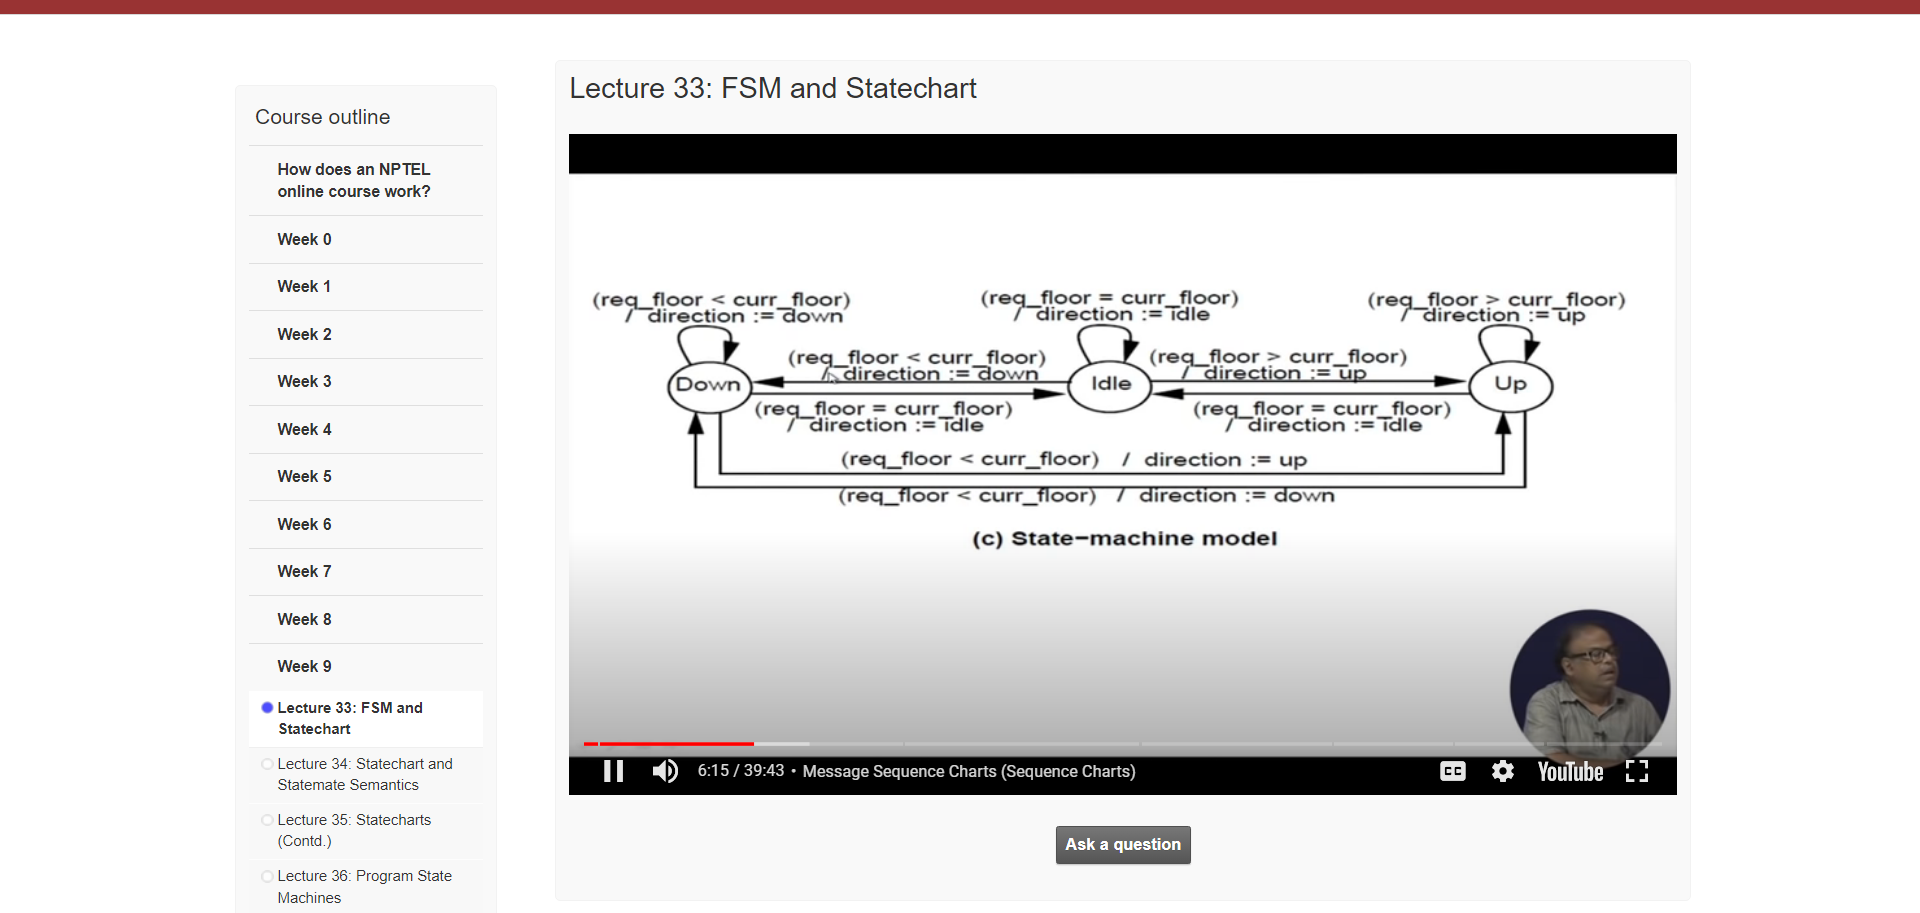 Course outline
How does an NPTEL
online course work?
Week 0
Week 1
Week 2
Week 3
Week 4
Week 5
Week 6
Week 7
Week 8
Week 9
Lecture 33: FSM and
Statechart
Lecture 34: Statechart and
Statemate Semantics
Lecture 35: Statecharts
(Contd.)
Lecture 36: Program State
Machines
Lecture 33: FSM and Statechart
(req_floor < curr_floor)
/ direction := down
(req_floor = curr_floor)
/ direction := idle
(req_floor > curr_floor)
/ direction := up
(req_floor < curr_floor)
/ direction := down
(req_floor > curr_floor)
/ direction := up
Down
Idle
Up
(req_floor = curr_floor)
/ direction := idle
(req_floor = curr_floor)
/ direction := idle
(req_floor < curr_floor) / direction := up
(req_floor < curr_floor) / direction := down
(c) State−machine model
6:15 / 39:43 • Message Sequence Charts (Sequence Charts)
CC
YouTube
Ask a question